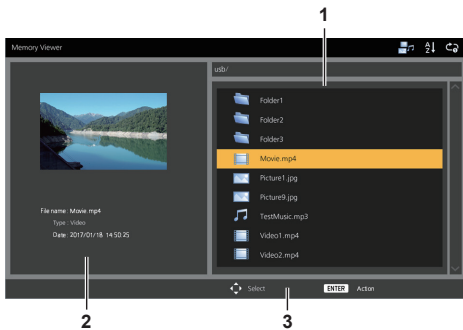 1
Memory Viewer
usb/
Folder1
Folder2
Folder3
Movie.mp4
Picture1.jpg
Picture9.jpg
TestMusic.mp3
Video1.mp4
Video2.mp4
File name : Movie.mp4
Type : Video
Date : 2017/01/18 14:50:25
Select
ENTER Action
2
3